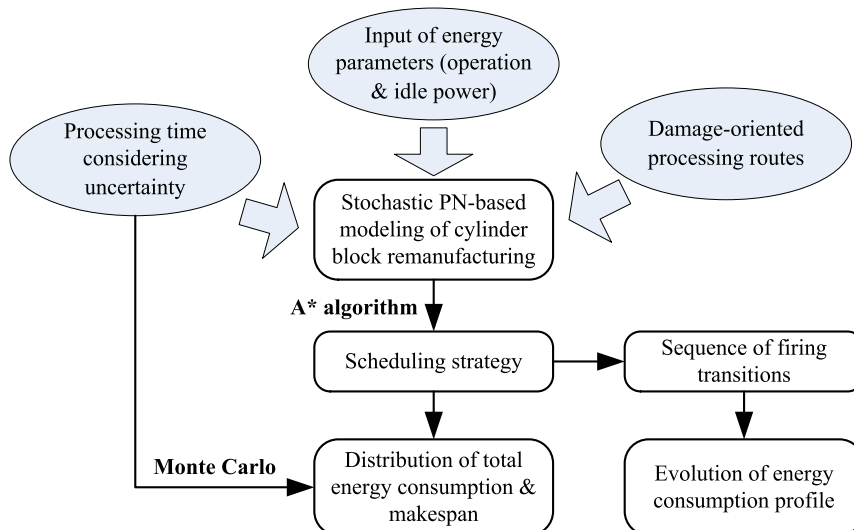 Input of energy
parameters (operation
& idle power)
Processing time
considering
uncertainty
Damage-oriented
processing routes
Stochastic PN-based
modeling of cylinder
block remanufacturing
A* algorithm
Scheduling strategy
Sequence of firing
transitions
Monte Carlo
Distribution of total
energy consumption &
makespan
Evolution of energy
consumption profile